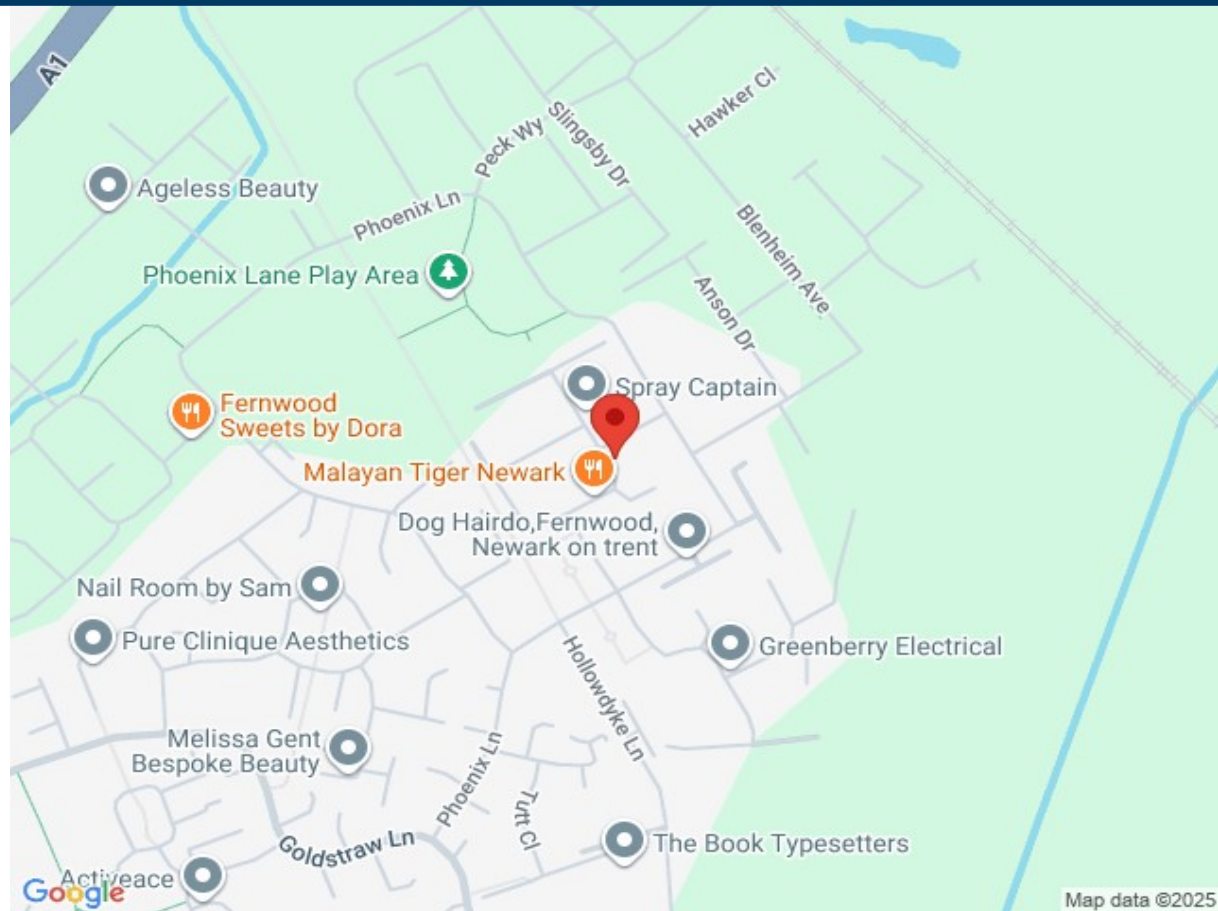 A1
Hawker Cl
Slingsby Dr
Peck Wy
Ageless Beauty
Phoenix Ln
Blenheim Ave
Phoenix Lane Play Area
Anson Dr
Spray Captain
Fernwood
Sweets by Dora
Malayan Tiger Newark
Dog Hairdo,Fernwood,
Newark on trent
Nail Room by Sam
Pure Clinique Aesthetics
Hollowdyke Ln
Greenberry Electrical
Melissa Gent
Bespoke Beauty
Phoenix Ln
Tutt Cl
Goldstraw Ln
The Book Typesetters
Activeace
Google
Map data ©2025